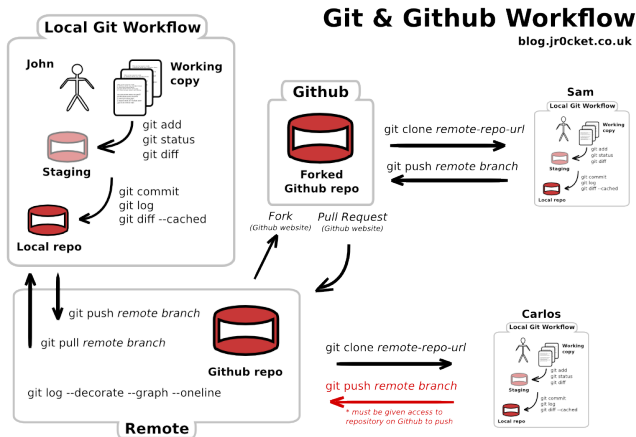 Git & Github Workflow
blog.jr0cket.co.uk
Local Git Workflow
John
Working
copy
git add
git status
git diff
Staging
git commit
git log
git diff --cached
Local repo
Github
Forked
Github repo
Fork
(Github website)
Pull Request
(Github website)
git clone remote-repo-url
git push remote branch
Sam
Local Git Workflow
Working
copy
git add
git status
git diff
Staging
git commit
git log
git diff --cached
Local repo
git push remote branch
git pull remote branch
Github repo
git log --decorate --graph --oneline
Remote
git clone remote-repo-url
git push remote branch
* must be given access to
repository on Github to push
Carlos
Local Git Workflow
Working
copy
git add
git status
git diff
Staging
git commit
git log
git diff --cached
Local repo